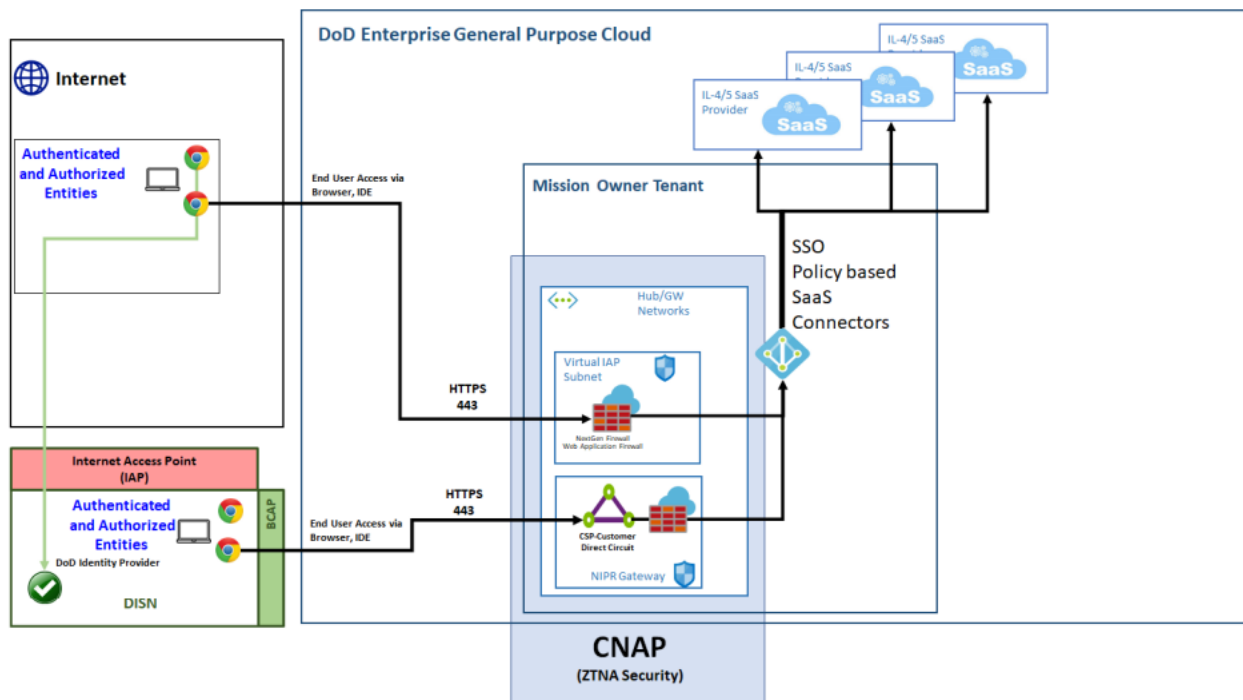 DoD Enterprise General Purpose Cloud
Internet
Authenticated
and Authorized
Entities
End User Access via
Browser, IDE
HTTPS
443
IL-4/5 SaaS
Provider
SaaS
IL-4/5 SaaS
SaaS
IL-4/5 SaaS
SaaS
Mission Owner Tenant
SSO
Policy based
SaaS
Connectors
Hub/GW
Networks
Virtual IAP
Subnet
NextGen Firewall
Web Application Firewall
Internet Access Point
(IAP)
BCAP
Authenticated
and Authorized
Entities
DoD Identity Provider
DISN
End User Access via
Browser, IDE
HTTPS
443
CSP-Customer
Direct Circuit
NIPR Gateway
CNAP
(ZTNA Security)